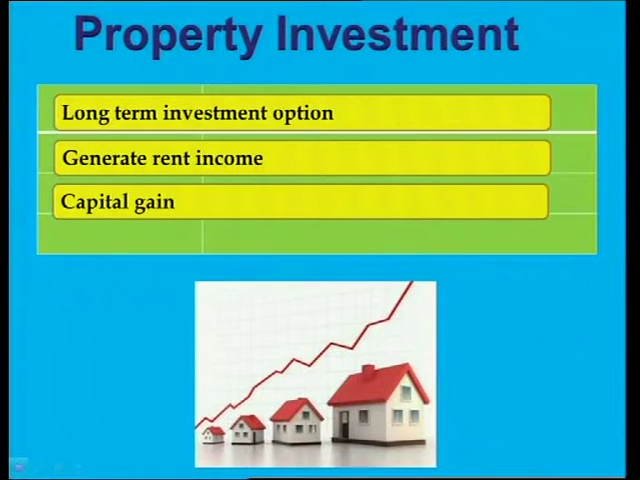 Property Investment
Long term investment option
Generate rent income
Capital gain